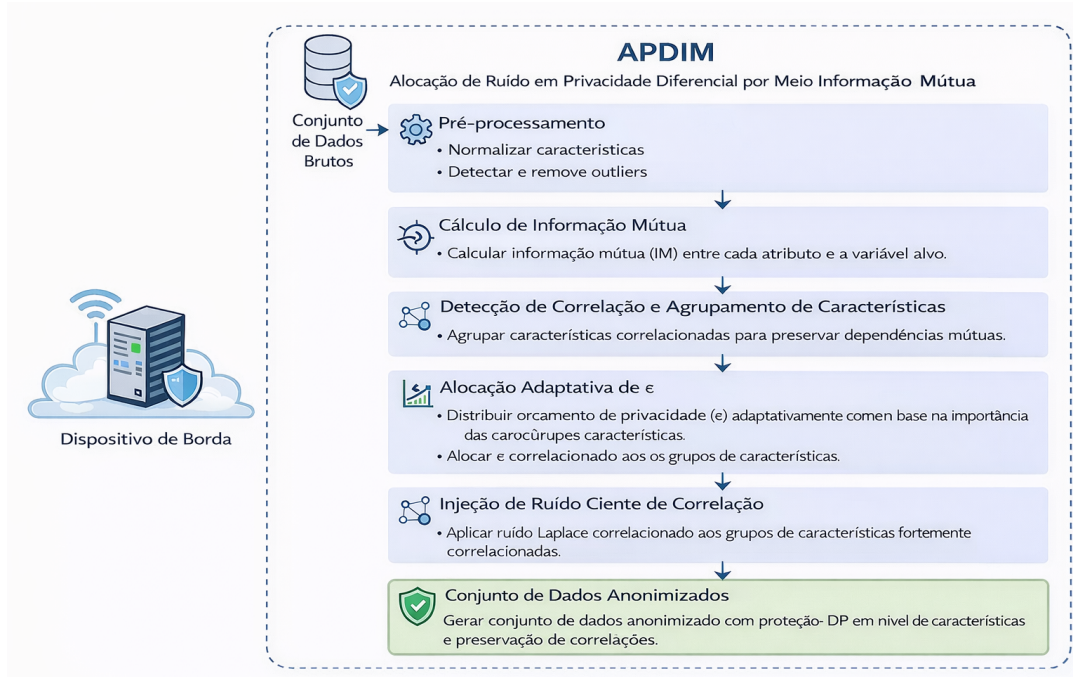 APDIM
Alocação de Ruído em Privacidade Diferencial por Meio Informação Mútua
Conjunto
de Dados
Brutos
Pré-processamento
• Normalizar características
• Detectar e remove outliers
Cálculo de Informação Mútua
• Calcular informação mútua (IM) entre cada atributo e a variável alvo.
Detecção de Correlação e Agrupamento de Características
• Agrupar características correlacionadas para preservar dependências mútuas.
Alocação Adaptativa de ϵ
• Distribuir orcamento de privacidade (ϵ) adaptativamente comen base na importância
das carocûrupes características.
• Alocar ϵ correlacionado aos os grupos de características.
Injeção de Ruído Ciente de Correlação
• Aplicar ruído Laplace correlacionado aos grupos de características fortemente
correlacionadas.
Conjunto de Dados Anonimizados
Gerar conjunto de dados anonimizado com proteção- DP em nivel de características
e preservação de correlações.
Dispositivo de Borda